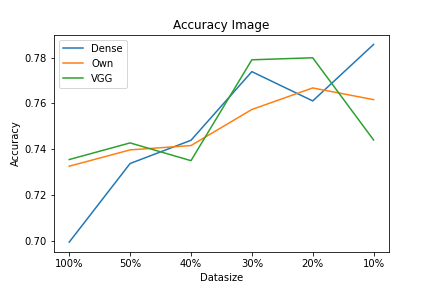 Accuracy Image
Dense
Own
VGG
Accuracy
0.78
0.76
0.74
0.72
0.70
100% 50% 40% 30% 20% 10%
Datasize